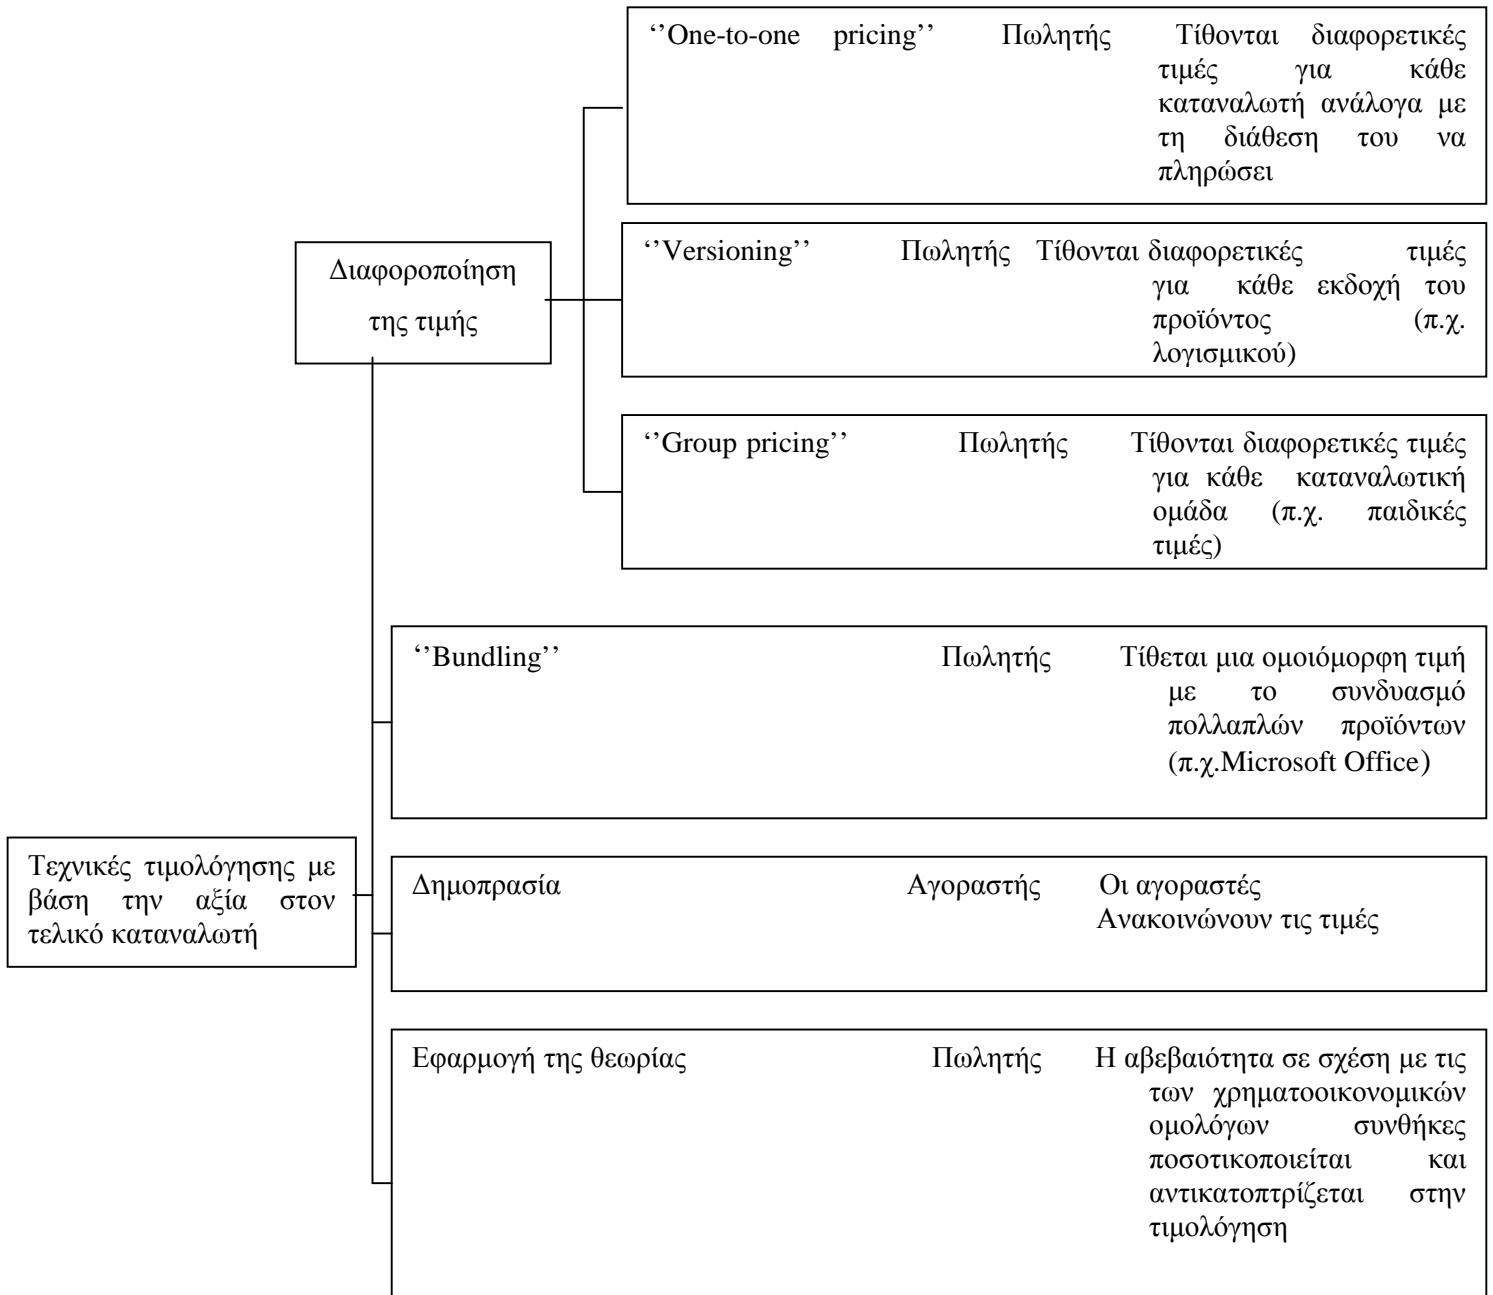 ‘’One-to-one pricing’’ Πωλητής Τίθονται διαφορετικές
τιμές για κάθε
καταναλωτή ανάλογα με
τη διάθεση του να
πληρώσει
‘’Versioning’’ Πωλητής Τίθονται διαφορετικές τιμές
για κάθε εκδοχή του
προϊόντος (π.χ.
λογισμικού)
Διαφοροποίηση
της τιμής
‘’Group pricing’’ Πωλητής Τίθονται διαφορετικές τιμές
για κάθε καταναλωτική
ομάδα (π.χ. παιδικές
τιμές)
‘’Bundling’’ Πωλητής Τίθεται μια ομοιόμορφη τιμή
με το συνδυασμό
πολλαπλών προϊόντων
(π.χ.Microsoft Office)
Τεχνικές τιμολόγησης με
βάση την αξία στον
τελικό καταναλωτή
Δημοπρασία Αγοραστής Οι αγοραστές
Ανακοινώνουν τις τιμές
Εφαρμογή της θεωρίας Πωλητής Η αβεβαιότητα σε σχέση με τις
των χρηματοοικονομικών
ομολόγων συνθήκες
ποσοτικοποιείται και
αντικατοπτρίζεται στην
τιμολόγηση